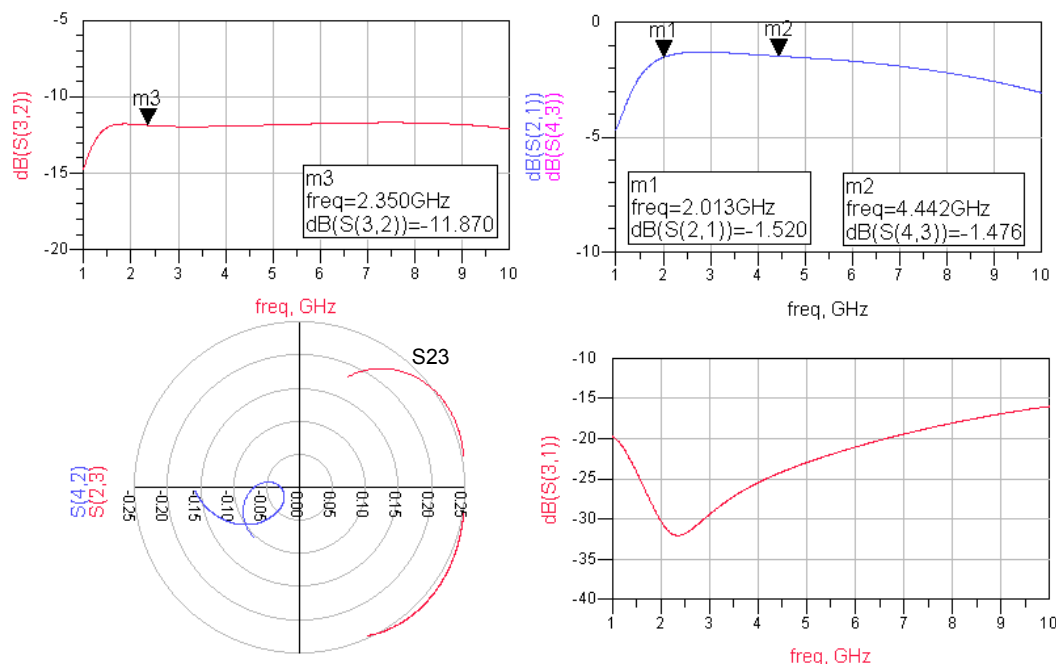 dB(S(3,2))
-5
-10
-15
-20
m3
m3
freq=2.350GHz
dB(S(3,2))=-11.870
1 2 3 4 5 6 7 8 9 10
freq, GHz
dB(S(2,1))
dB(S(4,3))
0
-5
-10
m1
m2
m1
freq=2.013GHz
dB(S(2,1))=-1.520
m2
freq=4.442GHz
dB(S(4,3))=-1.476
1 2 3 4 5 6 7 8 9 10
freq, GHz
S(4,2)
S(2,3)
S23
-0.25 -0.20 -0.15 -0.10 -0.05 0.00 0.05 0.10 0.15 0.20 0.25
dB(S(3,1))
-10
-15
-20
-25
-30
-35
-40
1 2 3 4 5 6 7 8 9 10
freq, GHz